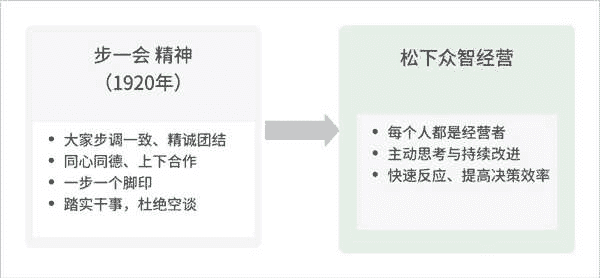 步一会 精神
（1920年）
• 大家步调一致、精诚团结
• 同心同德、上下合作
• 一步一个脚印
• 踏实干事，杜绝空谈
松下众智经营
• 每个人都是经营者
• 主动思考与持续改进
• 快速反应、提高决策效率